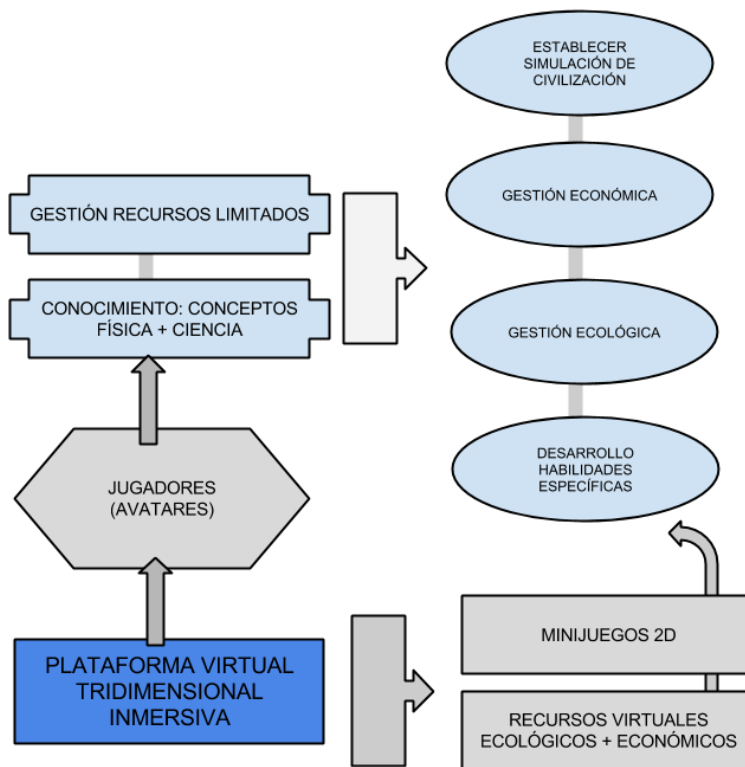 ESTABLECER
SIMULACIÓN DE
CIVILIZACIÓN
GESTIÓN ECONÓMICA
GESTIÓN ECOLÓGICA
DESARROLLO
HABILIDADES
ESPECÍFICAS
GESTIÓN RECURSOS LIMITADOS
CONOCIMIENTO: CONCEPTOS
FÍSICA + CIENCIA
JUGADORES
(AVATARES)
PLATAFORMA VIRTUAL
TRIDIMENSIONAL
INMERSIVA
MINIJUEGOS 2D
RECURSOS VIRTUALES
ECOLÓGICOS + ECONÓMICOS